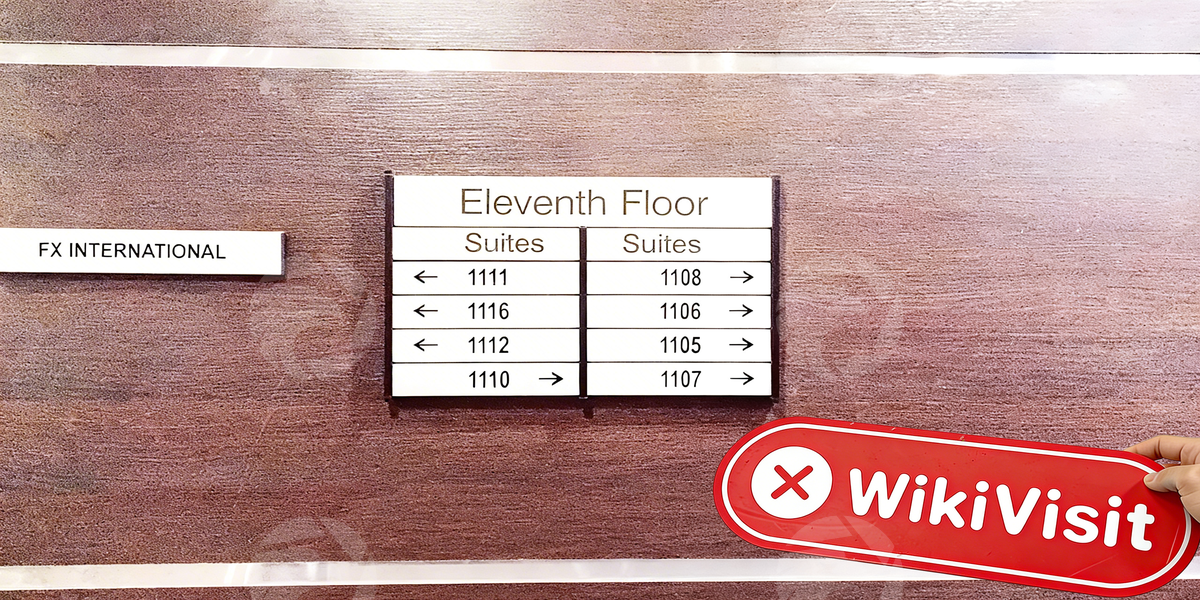 FX INTERNATIONAL
Eleventh Floor
Suites Suites
← 1111 1108 →
← 1116 1106 →
← 1112 1105 →
1110 → 1107 →
WikiVisit